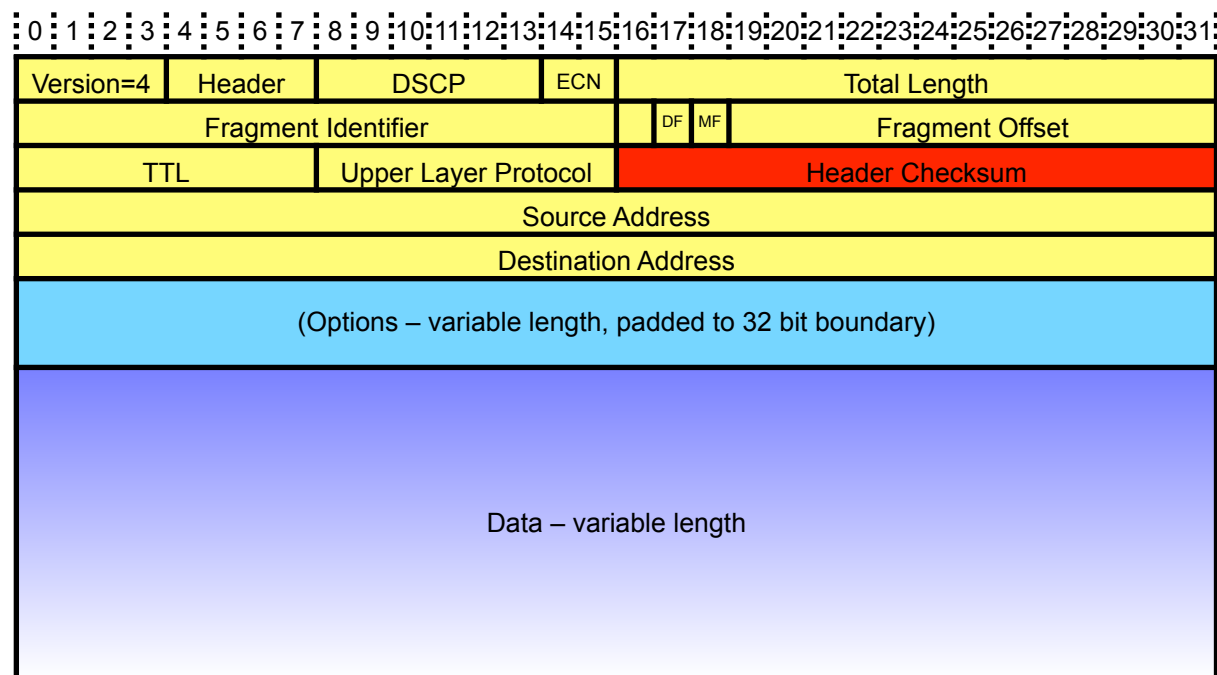 0 1 2 3 4 5 6 7 8 9 10 11 12 13 14 15 16 17 18 19 20 21 22 23 24 25 26 27 28 29 30 31
Version=4 Header DSCP ECN Total Length
Fragment Identifier DF MF Fragment Offset
TTL Upper Layer Protocol Header Checksum
Source Address
Destination Address
(Options – variable length, padded to 32 bit boundary)
Data – variable length